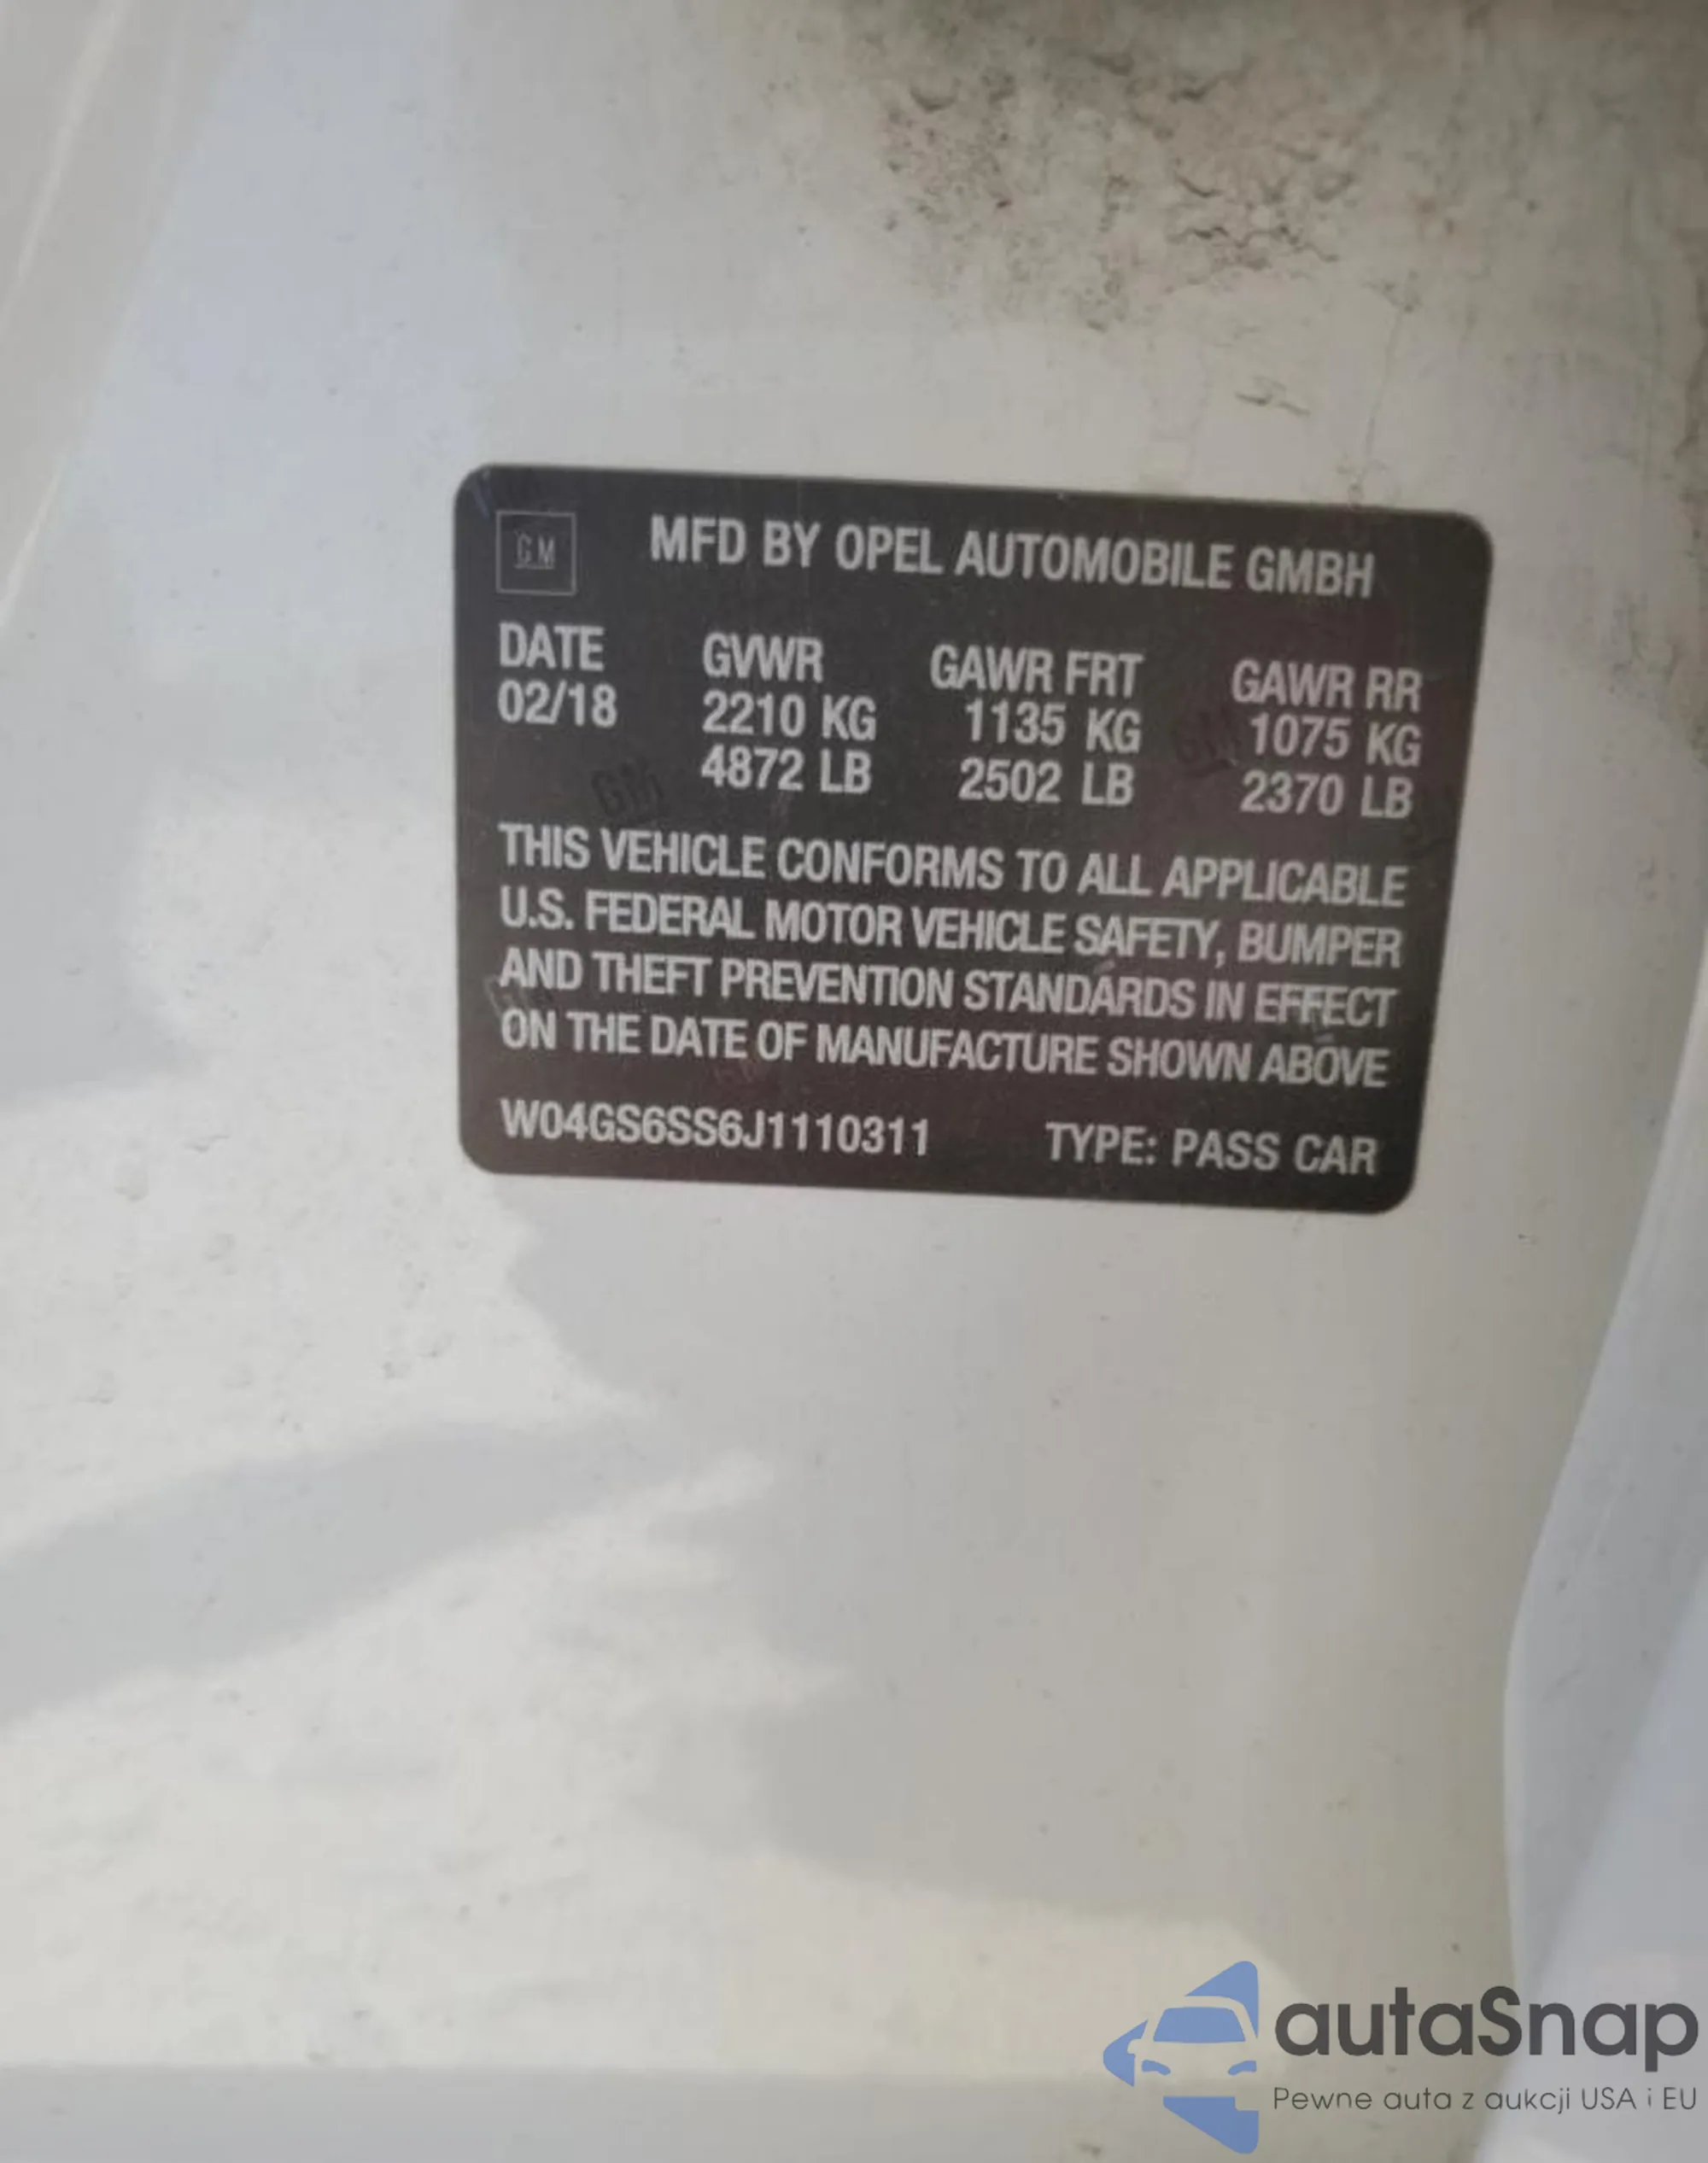 GM
MFD BY OPEL AUTOMOBILE GMBH
DATE GVWR GAWR FRT GAWR RR
02/18 2210 KG 1135 KG 1075 KG
4872 LB 2502 LB 2370 LB
THIS VEHICLE CONFORMS TO ALL APPLICABLE
U.S. FEDERAL MOTOR VEHICLE SAFETY, BUMPER
AND THEFT PREVENTION STANDARDS IN EFFECT
ON THE DATE OF MANUFACTURE SHOWN ABOVE
W04GS6SS6J1110311 TYPE: PASS CAR
autaSnap
Pewne auta z aukcji USA i EU